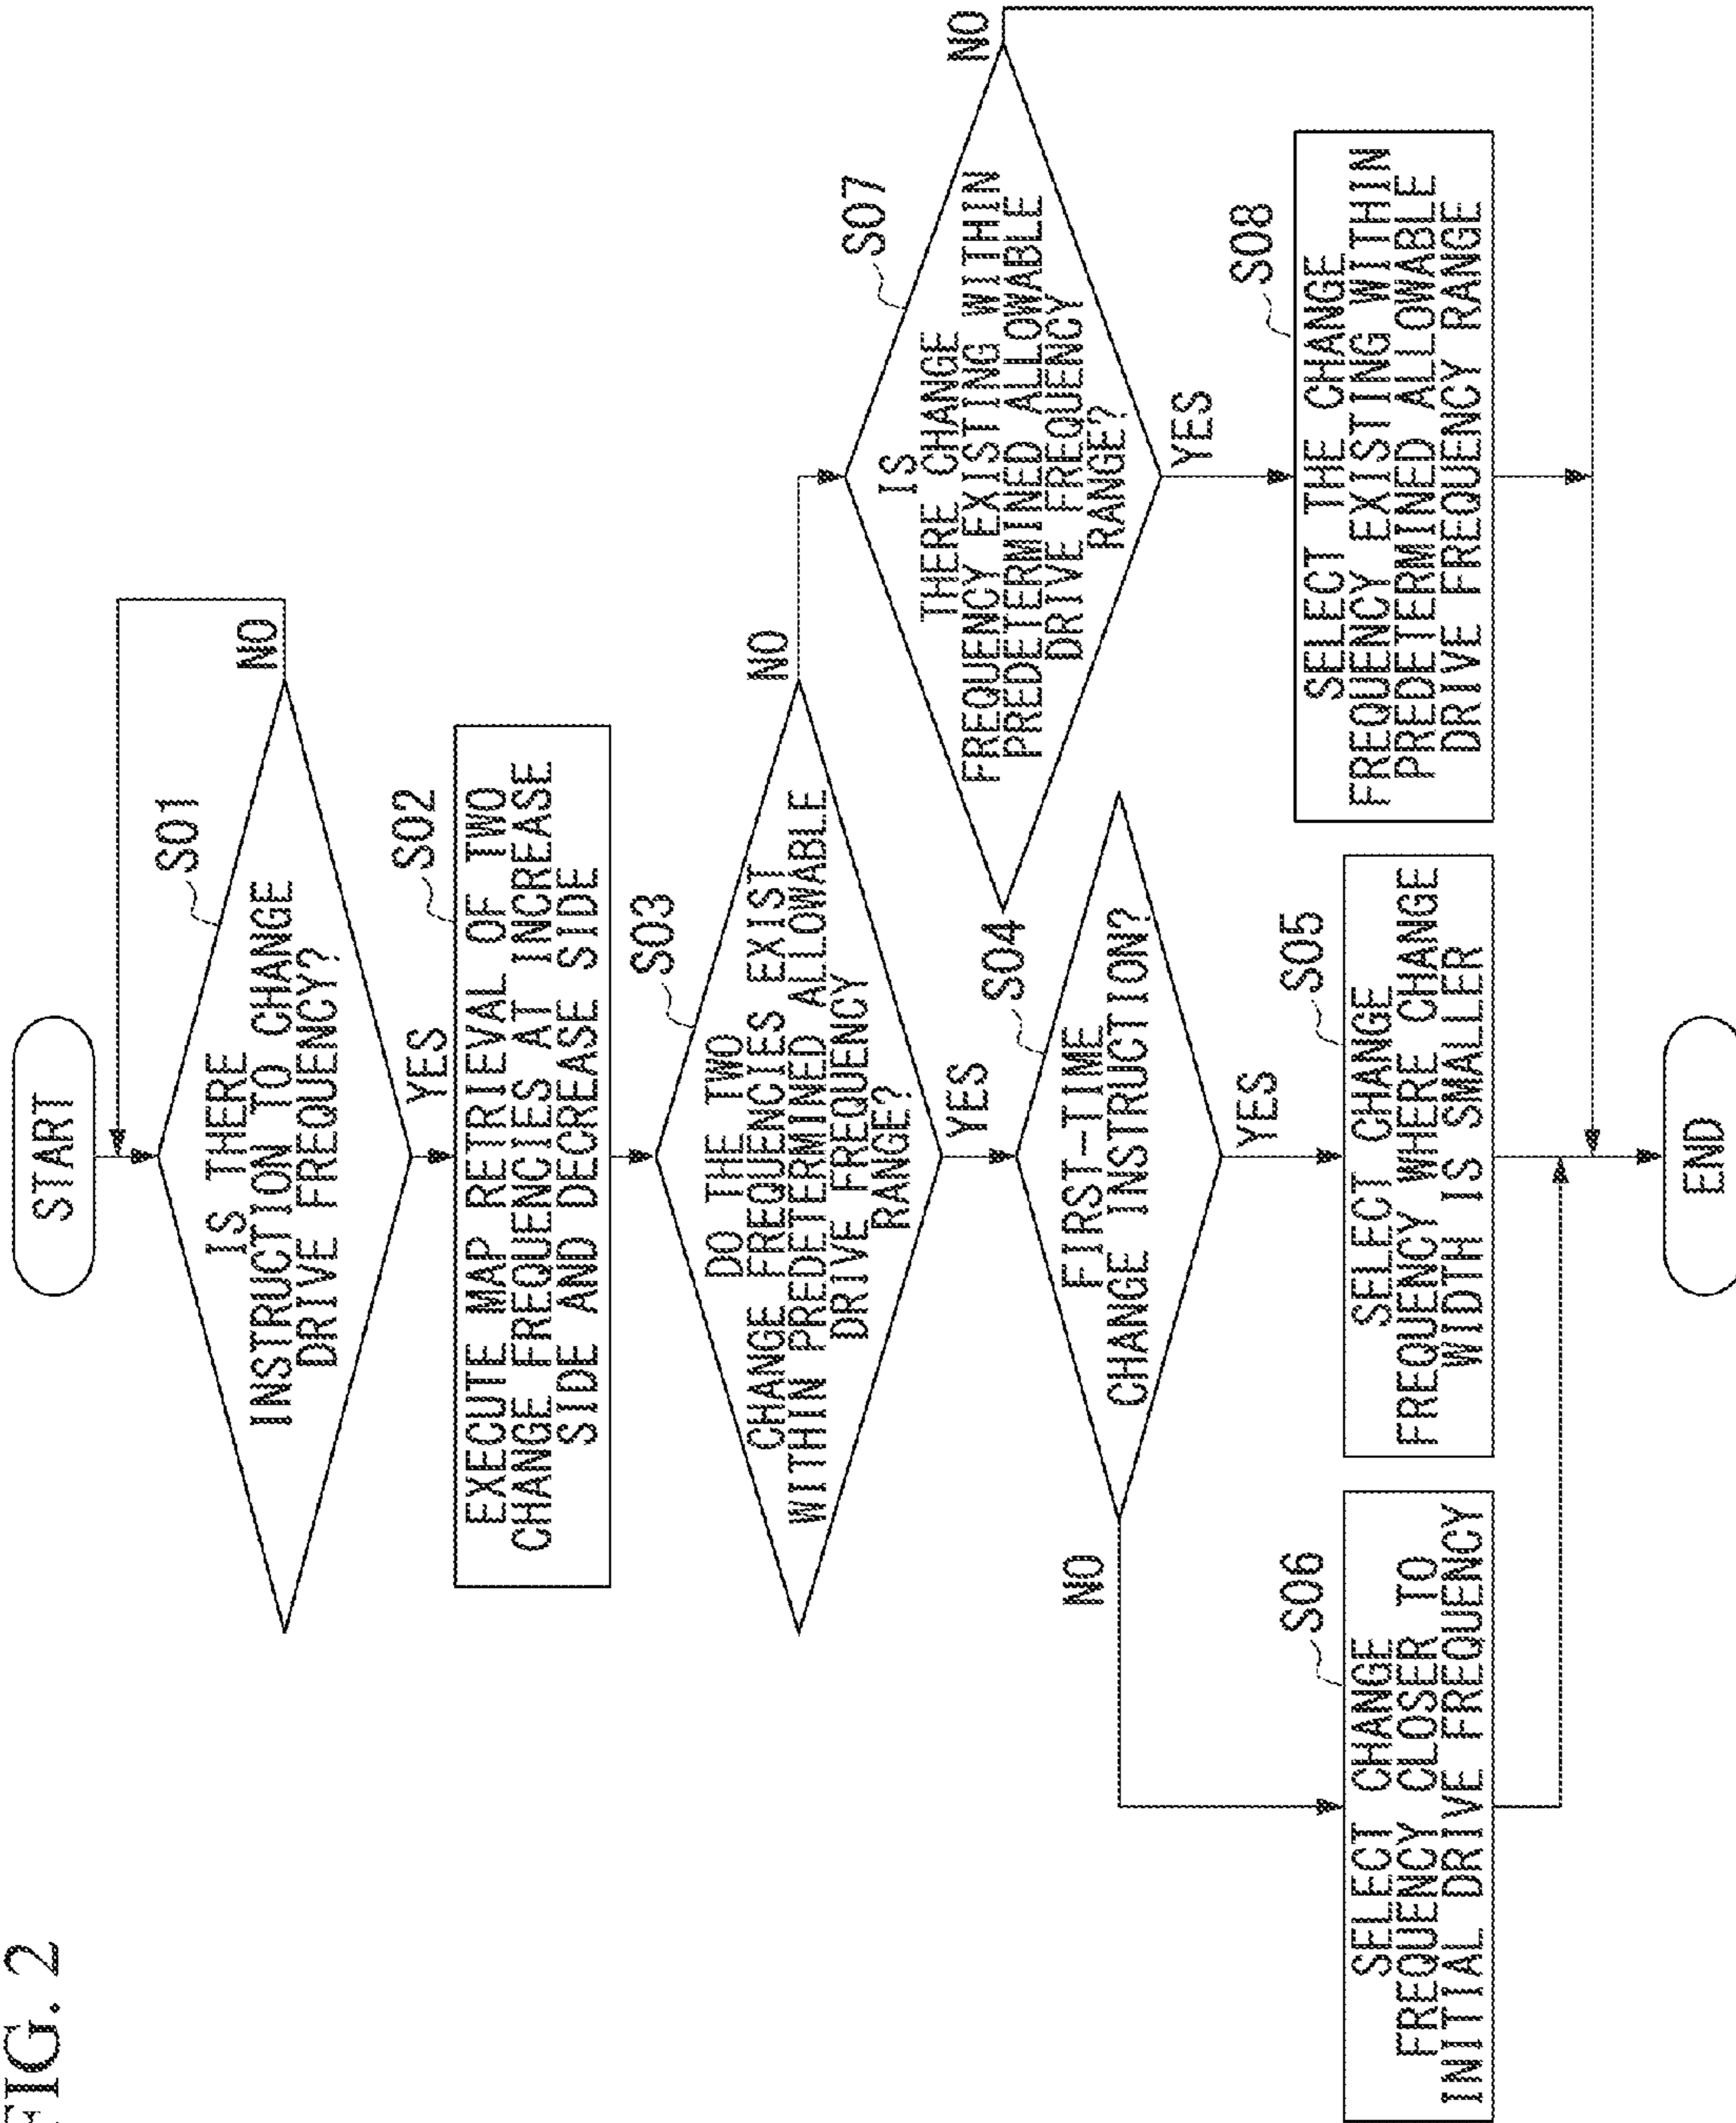 FIG. 2
START
S01
IS THERE
INSTRUCTION TO CHANGE
DRIVE FREQUENCY?
NO
YES
S02
EXECUTE MAP RETRIEVAL OF TWO
CHANGE FREQUENCIES AT INCREASE
SIDE AND DECREASE SIDE
S03
DO THE TWO
CHANGE FREQUENCIES EXIST
WITHIN PREDETERMINED ALLOWABLE
DRIVE FREQUENCY
RANGE?
NO
YES
S04
FIRST-TIME
CHANGE INSTRUCTION?
NO
YES
S05
SELECT CHANGE
FREQUENCY WHERE CHANGE
WIDTH IS SMALLER
S06
SELECT CHANGE
FREQUENCY CLOSER TO
INITIAL DRIVE FREQUENCY
S07
IS
THERE CHANGE
FREQUENCY EXISTING WITHIN
PREDETERMINED ALLOWABLE
DRIVE FREQUENCY
RANGE?
NO
YES
S08
SELECT THE CHANGE
FREQUENCY EXISTING WITHIN
PREDETERMINED ALLOWABLE
DRIVE FREQUENCY RANGE
END